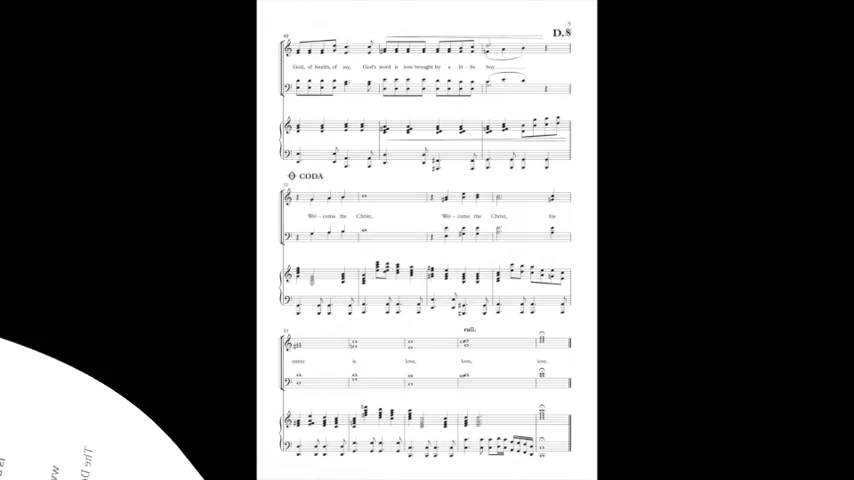 5
D.S
God, of health, of joy, God's word is love brought by a lit - tle boy
CODA
Wel - come the Christ, Wel - come the Christ, his
rall.
name is love, love, love.